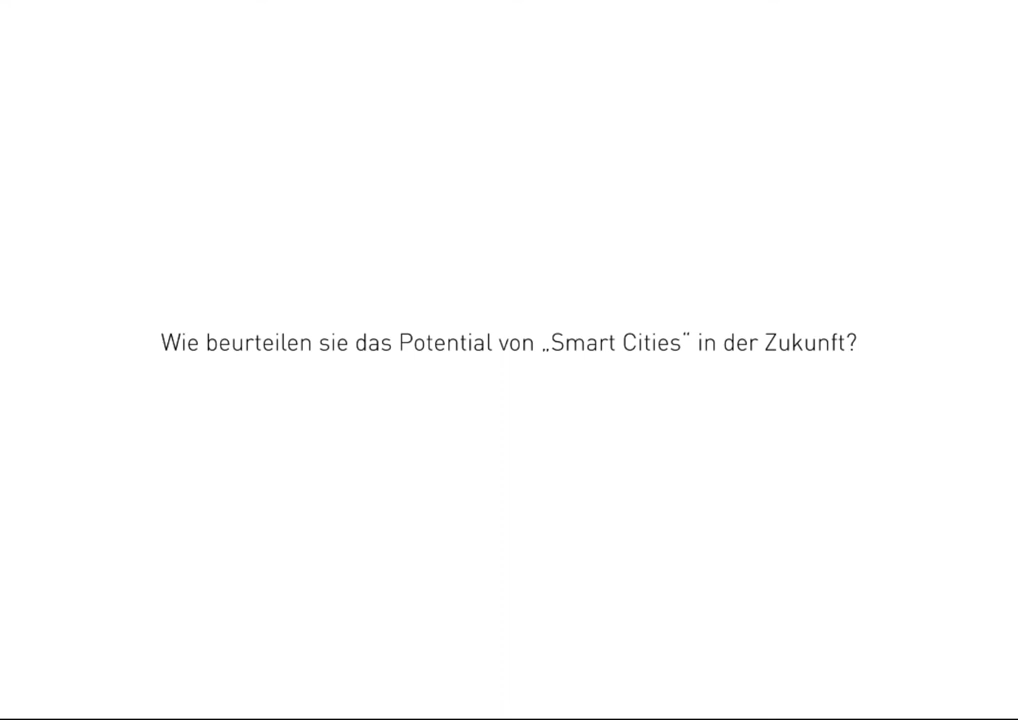 Wie beurteilen sie das Potential von „Smart Cities“ in der Zukunft?